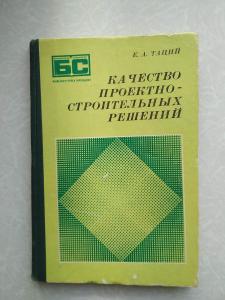 Е.А. ТАЦИЙ
БС
КАЧЕСТВО
ПРОЕКТНО-
-СТРОИТЕЛЬНЫХ
РЕШЕНИЙ